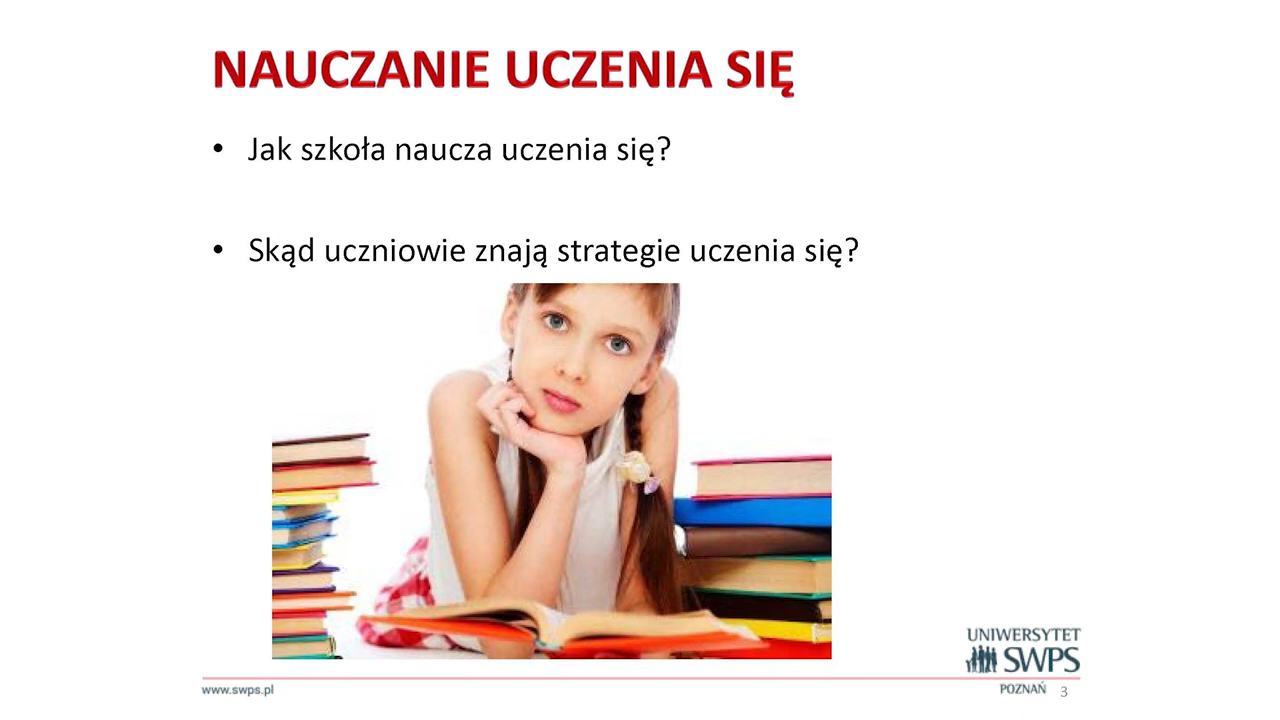 NAUCZANIE UCZENIA SIĘ
• Jak szkoła naucza uczenia się?
• Skąd uczniowie znają strategie uczenia się?
UNIWERSYTET
SWPS
www.swps.pl
POZNAŃ 3